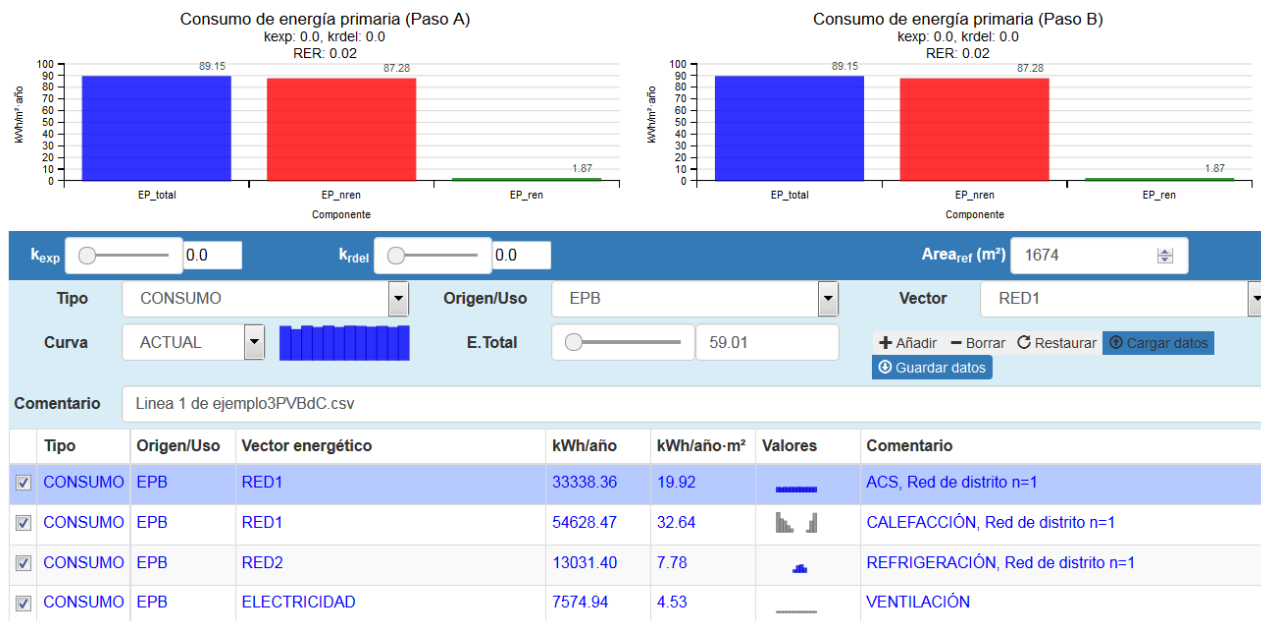 Consumo de energía primaria (Paso A)
kexp: 0.0, krdel: 0.0
RER: 0.02
kWh/m²·año
100
90
80
70
60
50
40
30
20
10
0
89.15
87.28
1.87
EP_total EP_nren EP_ren
Componente
Consumo de energía primaria (Paso B)
kexp: 0.0, krdel: 0.0
RER: 0.02
kWh/m²·año
100
90
80
70
60
50
40
30
20
10
0
89.15
87.28
1.87
EP_total EP_nren EP_ren
Componente
kexp 0.0 krdel 0.0 Arearef (m²) 1674
Tipo CONSUMO Origen/Uso EPB Vector RED1
Curva ACTUAL E.Total 59.01 Añadir Borrar Restaurar Cargar datos
Guardar datos
Comentario Linea 1 de ejemplo3PVBdC.csv
Tipo Origen/Uso Vector energético kWh/año kWh/año·m² Valores Comentario
CONSUMO EPB RED1 33338.36 19.92 ACS, Red de distrito n=1
CONSUMO EPB RED1 54628.47 32.64 CALEFACCIÓN, Red de distrito n=1
CONSUMO EPB RED2 13031.40 7.78 REFRIGERACIÓN, Red de distrito n=1
CONSUMO EPB ELECTRICIDAD 7574.94 4.53 VENTILACIÓN